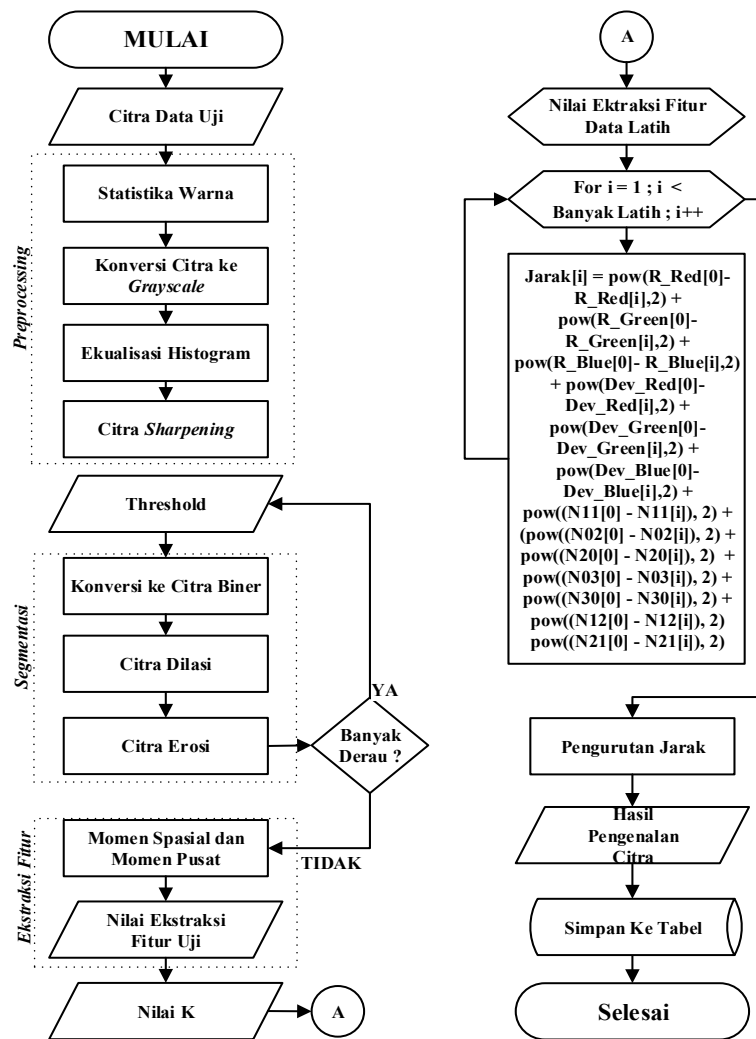 MULAI
Citra Data Uji
Preprocessing
Statistika Warna
Konversi Citra ke
Grayscale
Ekualisasi Histogram
Citra Sharpening
Threshold
Segmentasi
Konversi ke Citra Biner
Citra Dilasi
Citra Erosi
YA
Banyak
Derau ?
TIDAK
Ekstraksi Fitur
Momen Spasial dan
Momen Pusat
Nilai Ekstraksi
Fitur Uji
Nilai K
A
A
Nilai Ektraksi Fitur
Data Latih
For i = 1 ; i <
Banyak Latih ; i++
Jarak[i] = pow(R_Red[0]-
R_Red[i],2) +
pow(R_Green[0]-
R_Green[i],2) +
pow(R_Blue[0]- R_Blue[i],2)
+ pow(Dev_Red[0]-
Dev_Red[i],2) +
pow(Dev_Green[0]-
Dev_Green[i],2) +
pow(Dev_Blue[0]-
Dev_Blue[i],2) +
pow((N11[0] - N11[i]), 2) +
(pow((N02[0] - N02[i]), 2) +
pow((N20[0] - N20[i]), 2) +
pow((N03[0] - N03[i]), 2) +
pow((N30[0] - N30[i]), 2) +
pow((N12[0] - N12[i]), 2)
pow((N21[0] - N21[i]), 2)
Pengurutan Jarak
Hasil
Pengenalan
Citra
Simpan Ke Tabel
Selesai